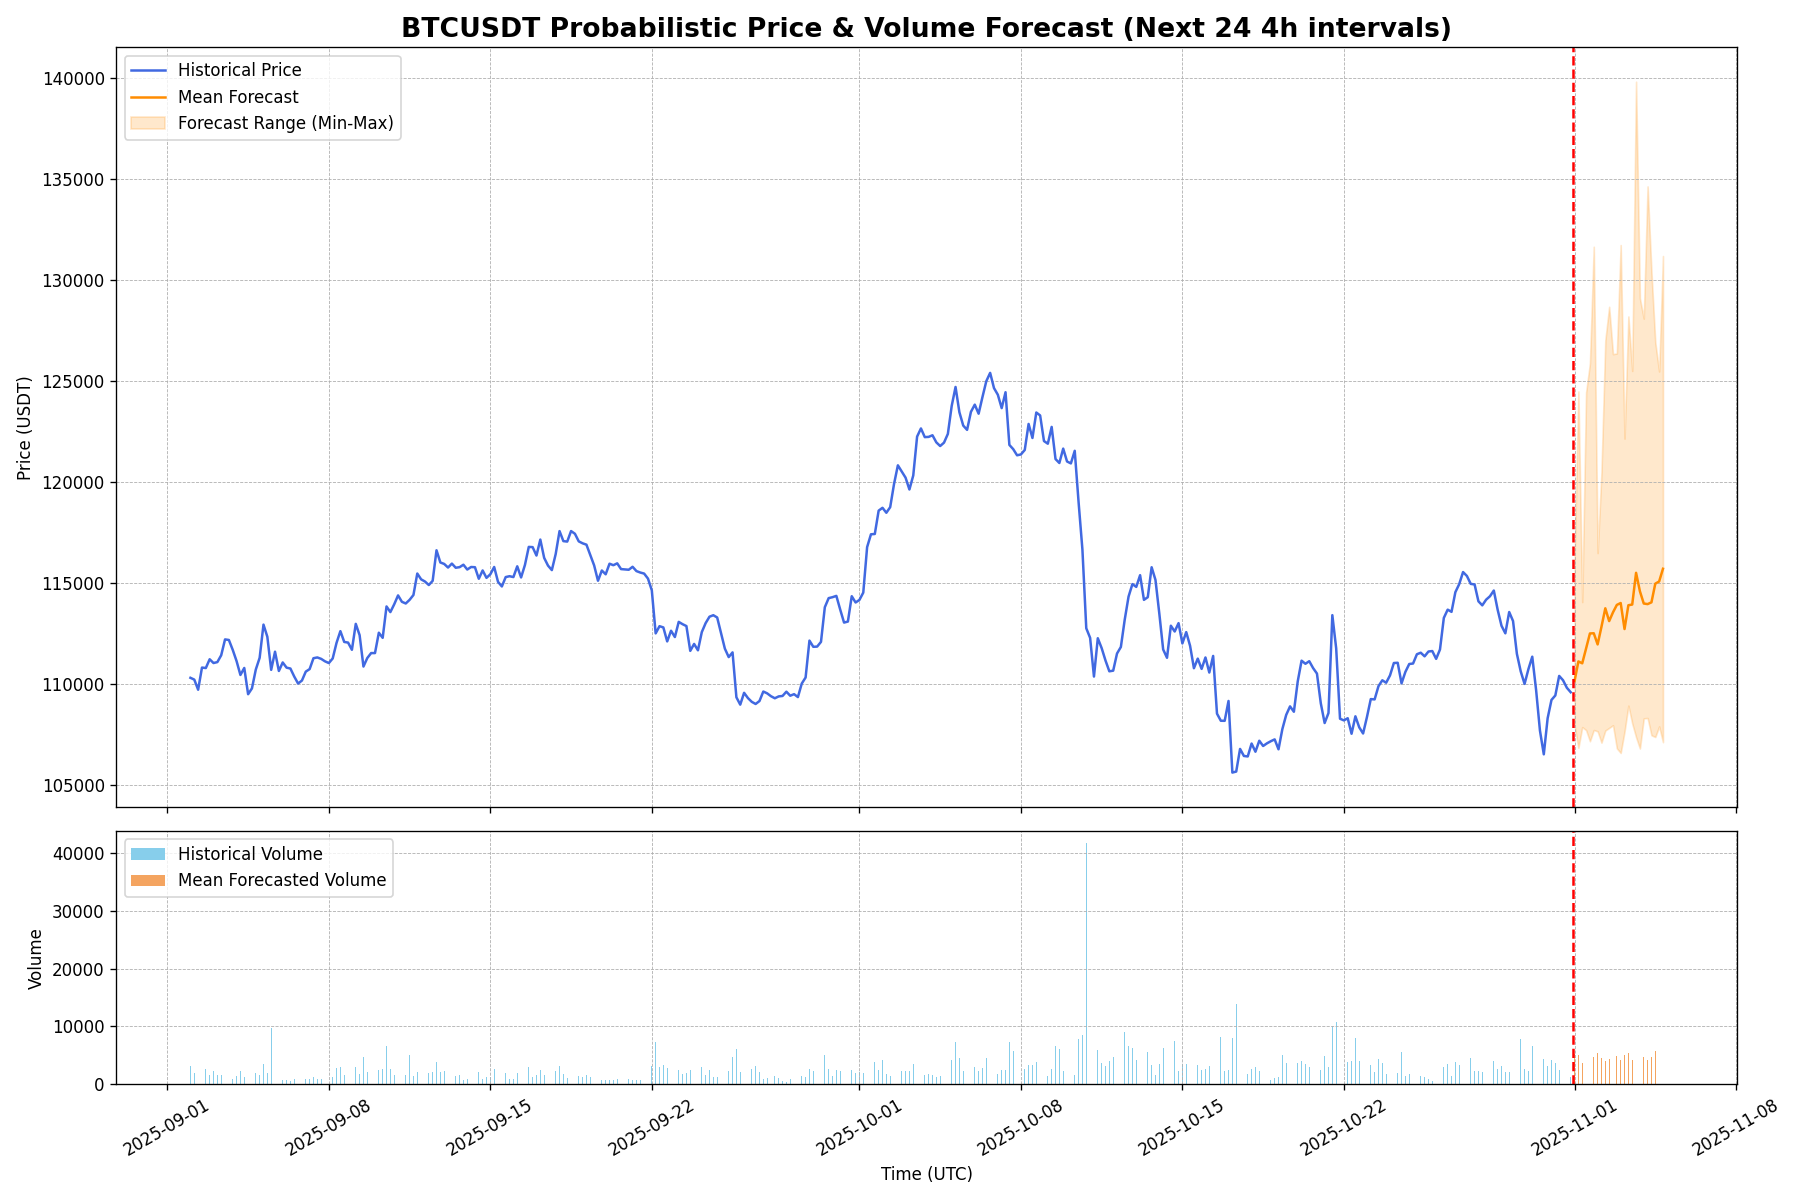 BTCUSDT Probabilistic Price & Volume Forecast (Next 24 4h intervals)
Historical Price
Mean Forecast
Forecast Range (Min-Max)
140000
135000
130000
125000
120000
115000
110000
105000
Price (USDT)
Historical Volume
Mean Forecasted Volume
40000
30000
20000
10000
0
Volume
2025-09-01
2025-09-08
2025-09-15
2025-09-22
2025-10-01
2025-10-08
2025-10-15
2025-10-22
2025-11-01
2025-11-08
Time (UTC)